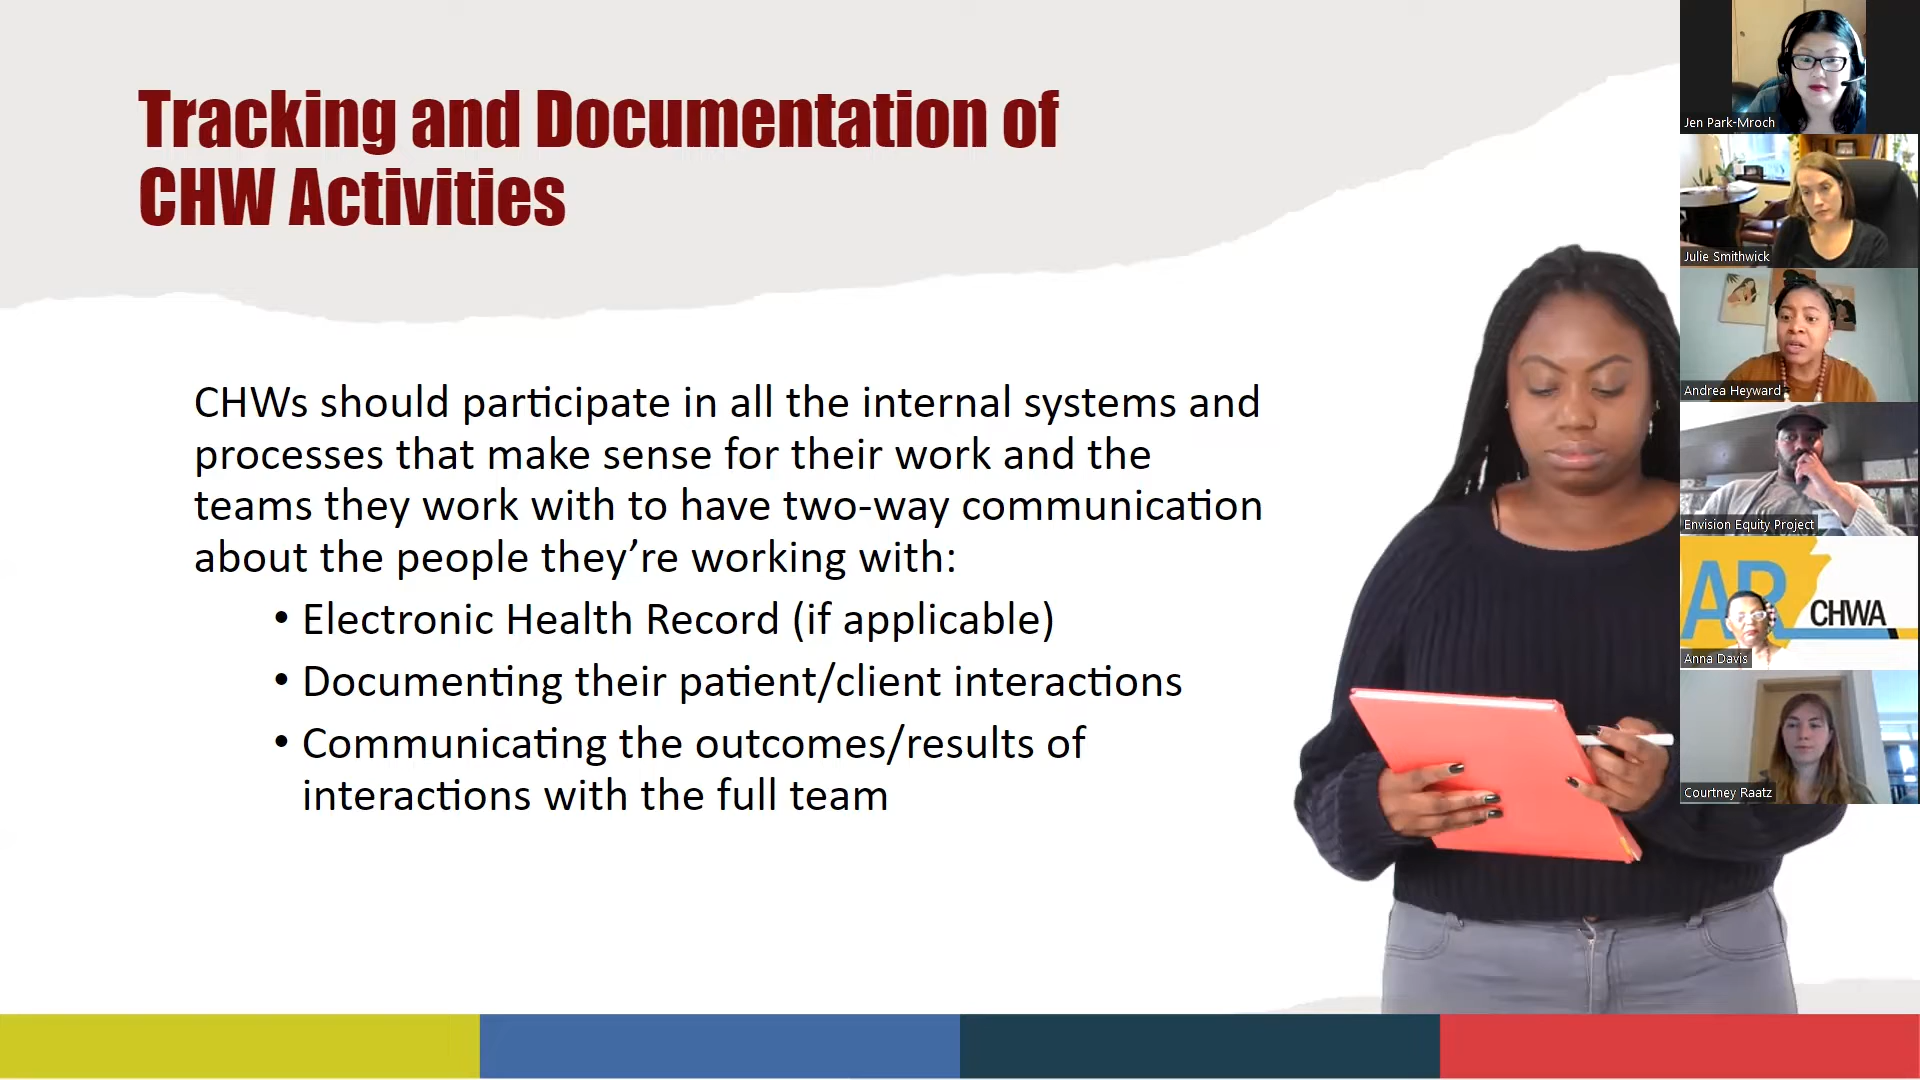 Tracking and Documentation of
CHW Activities
CHWs should participate in all the internal systems and
processes that make sense for their work and the
teams they work with to have two-way communication
about the people they’re working with:
• Electronic Health Record (if applicable)
• Documenting their patient/client interactions
• Communicating the outcomes/results of
interactions with the full team
Jen Park-Mroch
Julie Smithwick
Andrea Heyward
Envision Equity Project
AR
CHWA
Anna Davis
Courtney Raatz